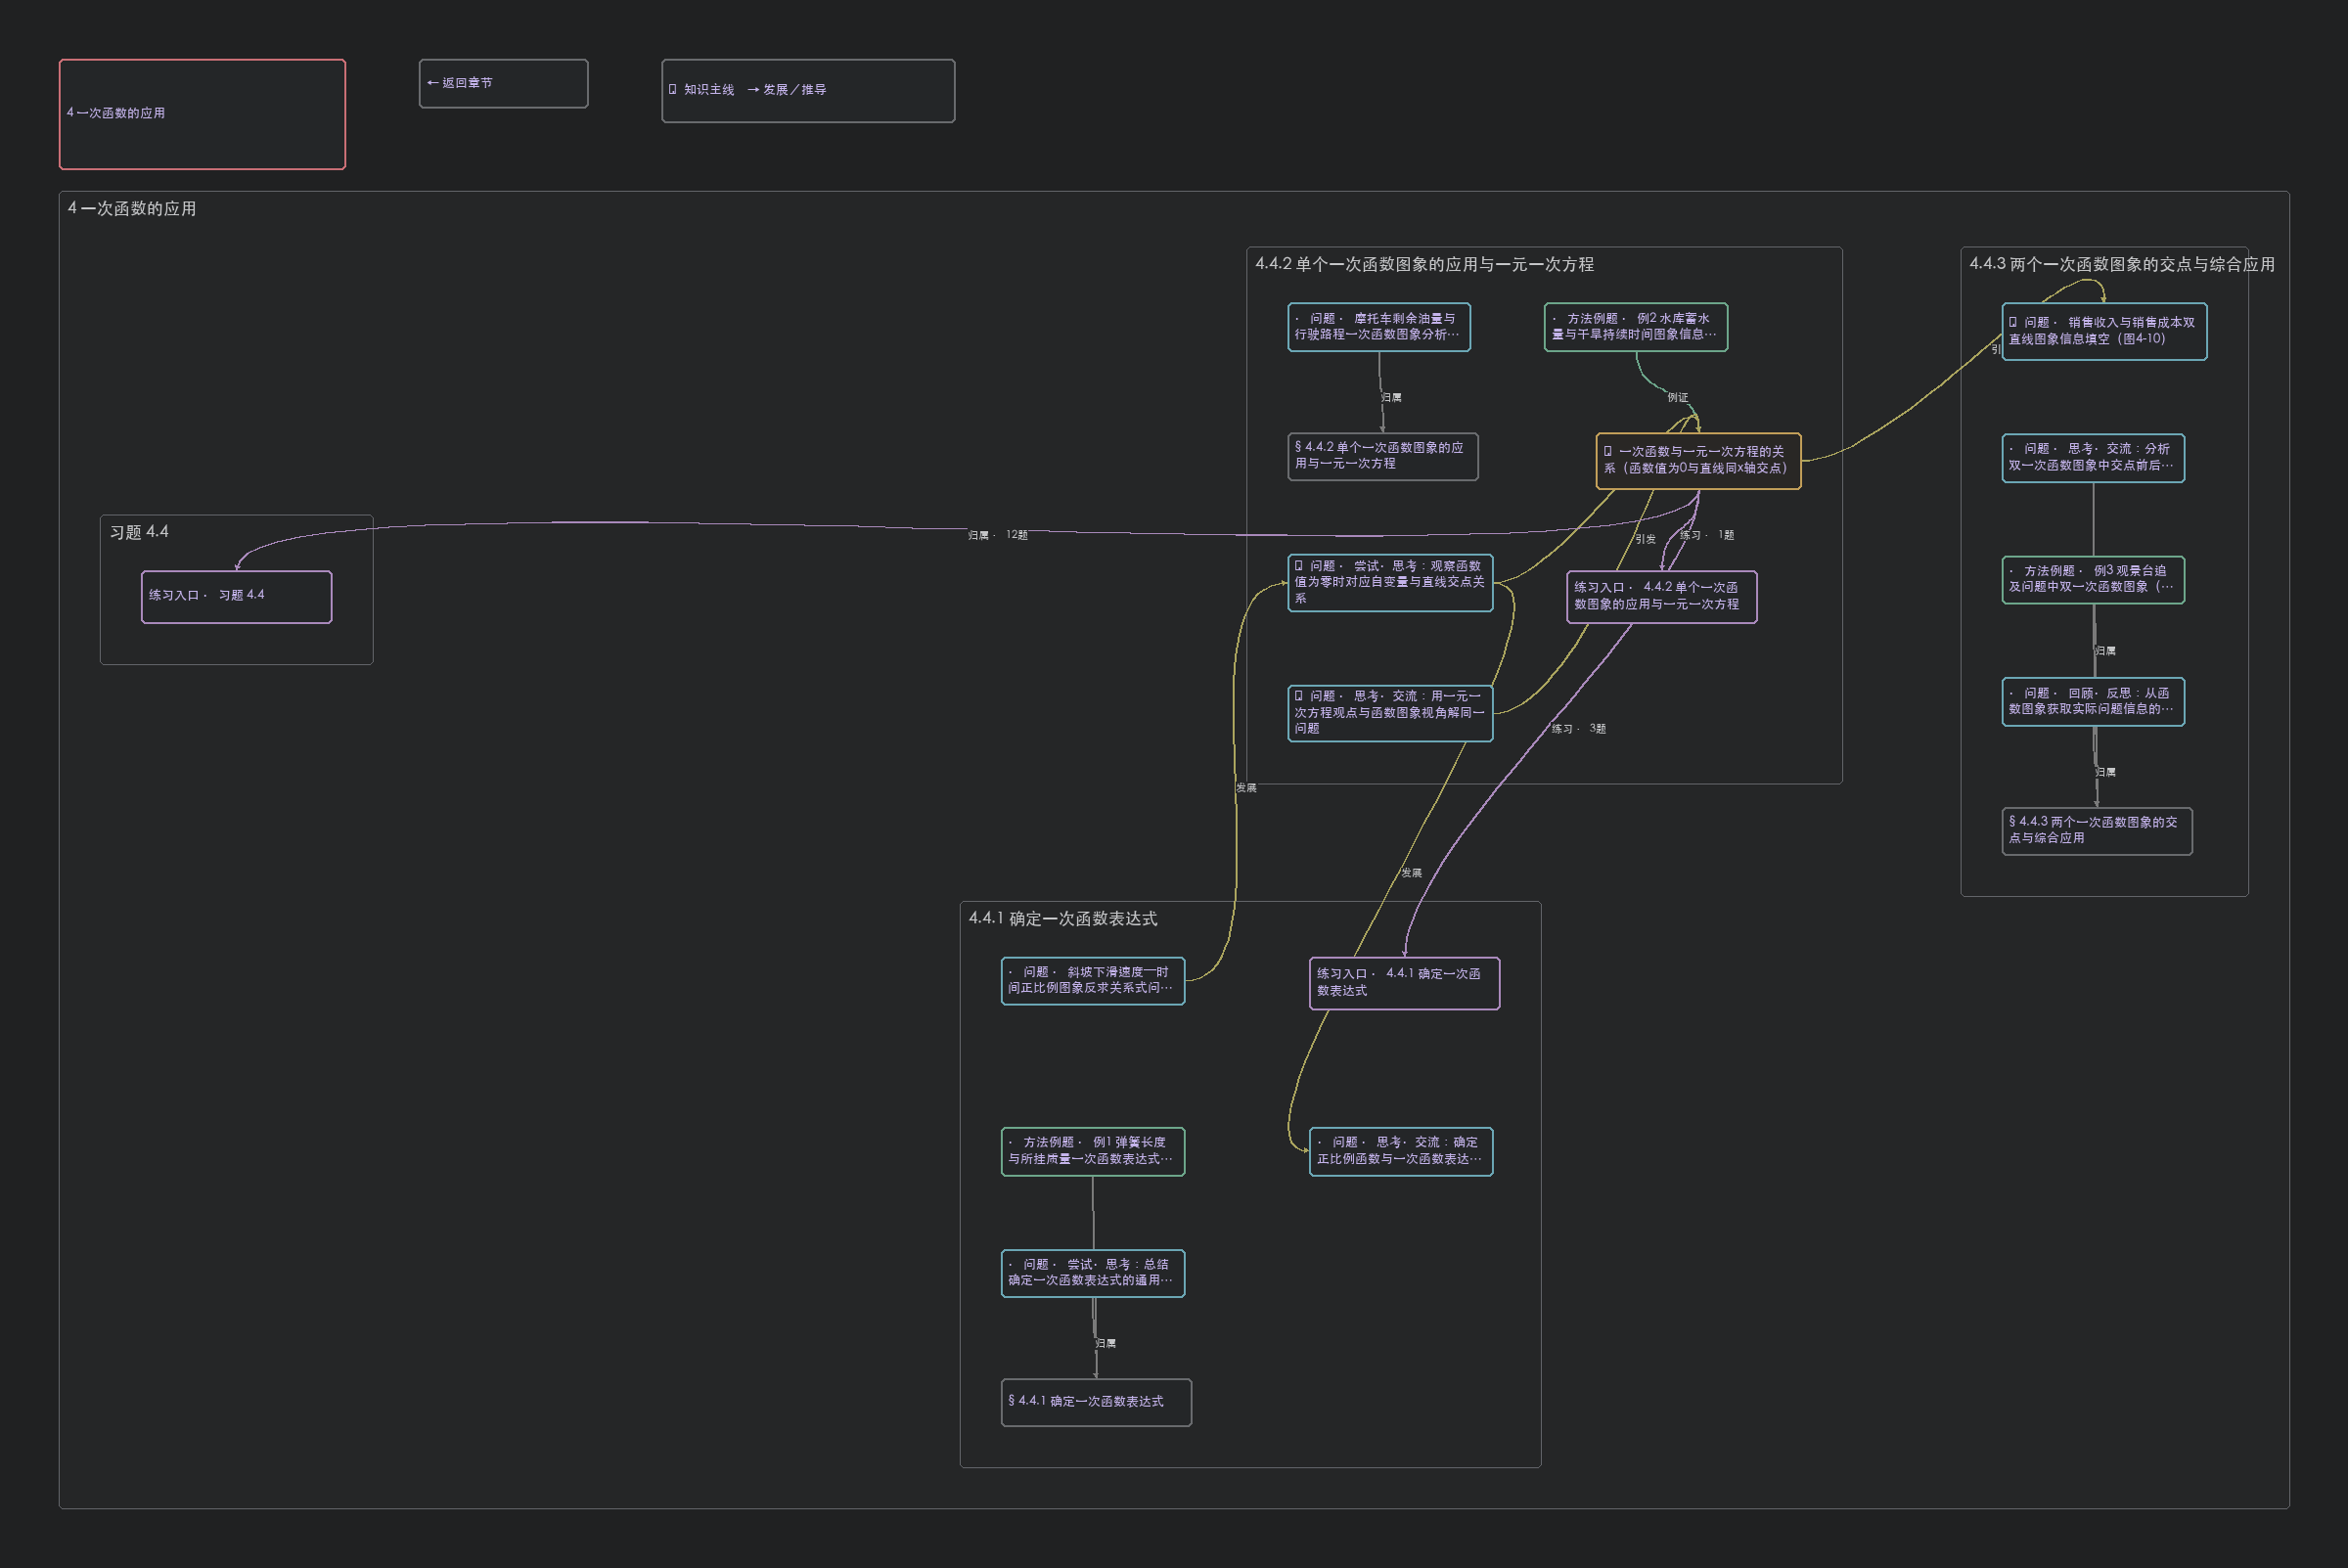 4 一次函数的应用
← 返回章节
知识主线 → 发展／推导
4 一次函数的应用
4.4.2 单个一次函数图象的应用与一元一次方程
4.4.3 两个一次函数图象的交点与综合应用
· 问题 · 摩托车剩余油量与
行驶路程一次函数图象分析…
· 方法例题 · 例2 水库蓄水
量与干旱持续时间图象信息…
问题 · 销售收入与销售成本双
直线图象信息填空（图4-10）
引
归属
例证
§ 4.4.2 单个一次函数图象的应
用与一元一次方程
一次函数与一元一次方程的关
系（函数值为0与直线同x轴交点）
· 问题 · 思考·交流：分析
双一次函数图象中交点前后…
习题 4.4
归属 · 12题
引发
练习 · 1题
练习入口 · 习题 4.4
问题 · 尝试·思考：观察函数
值为零时对应自变量与直线交点关
系
练习入口 · 4.4.2 单个一次函
数图象的应用与一元一次方程
· 方法例题 · 例3 观景台追
及问题中双一次函数图象（…
归属
问题 · 思考·交流：用一元一
次方程观点与函数图象视角解同一
问题
练习 · 3题
· 问题 · 回顾·反思：从函
数图象获取实际问题信息的…
归属
发展
§ 4.4.3 两个一次函数图象的交
点与综合应用
发展
4.4.1 确定一次函数表达式
· 问题 · 斜坡下滑速度—时
间正比例图象反求关系式问…
练习入口 · 4.4.1 确定一次函
数表达式
· 方法例题 · 例1 弹簧长度
与所挂质量一次函数表达式…
· 问题 · 思考·交流：确定
正比例函数与一次函数表达…
· 问题 · 尝试·思考：总结
确定一次函数表达式的通用…
归属
§ 4.4.1 确定一次函数表达式